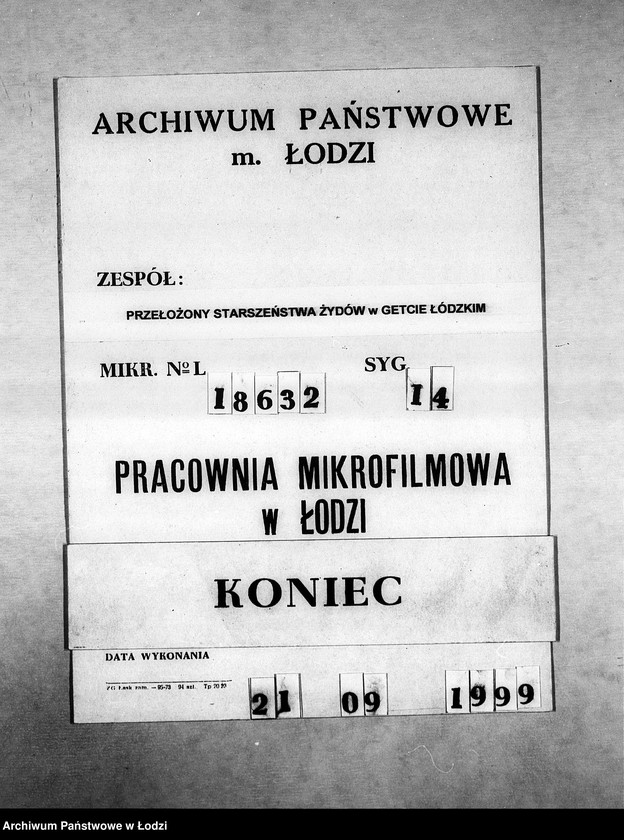 ARCHIWUM PAŃSTWOWE
m. ŁODZI
ZESPÓŁ:
PRZEŁOŻONY STARSZEŃSTWA ŻYDÓW w GETCIE ŁÓDZKIM
MIKR. Nº L 18632 SYG. 14
PRACOWNIA MIKROFILMOWA
w ŁODZI
KONIEC
DATA WYKONANIA
21 09 1999
Archiwum Państwowe w Łodzi